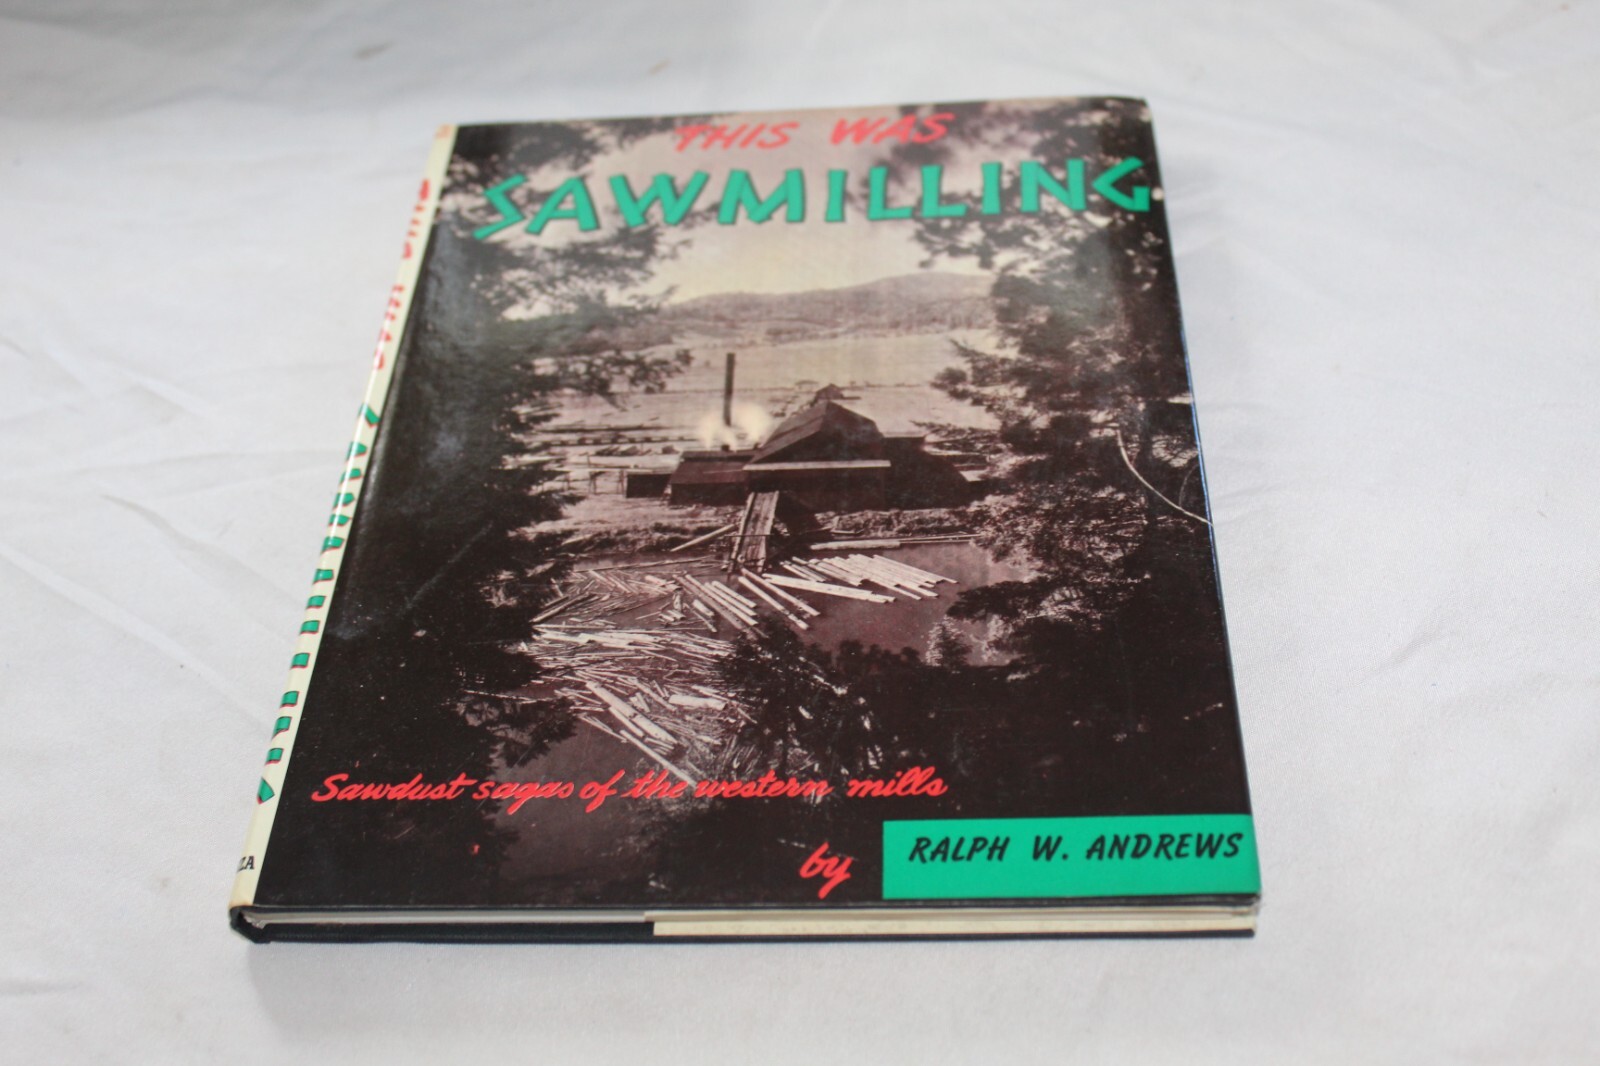 THIS WAS
SAWMILLING
Sawdust sagas of the western mills
by
RALPH W. ANDREWS